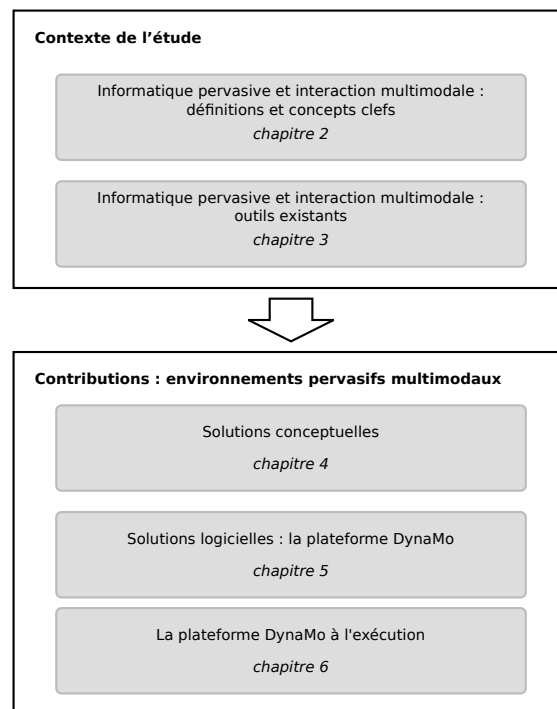 Contexte de l’étude
Informatique pervasive et interaction multimodale :
définitions et concepts clefs
chapitre 2
Informatique pervasive et interaction multimodale :
outils existants
chapitre 3
Contributions : environnements pervasifs multimodaux
Solutions conceptuelles
chapitre 4
Solutions logicielles : la plateforme DynaMo
chapitre 5
La plateforme DynaMo à l'exécution
chapitre 6